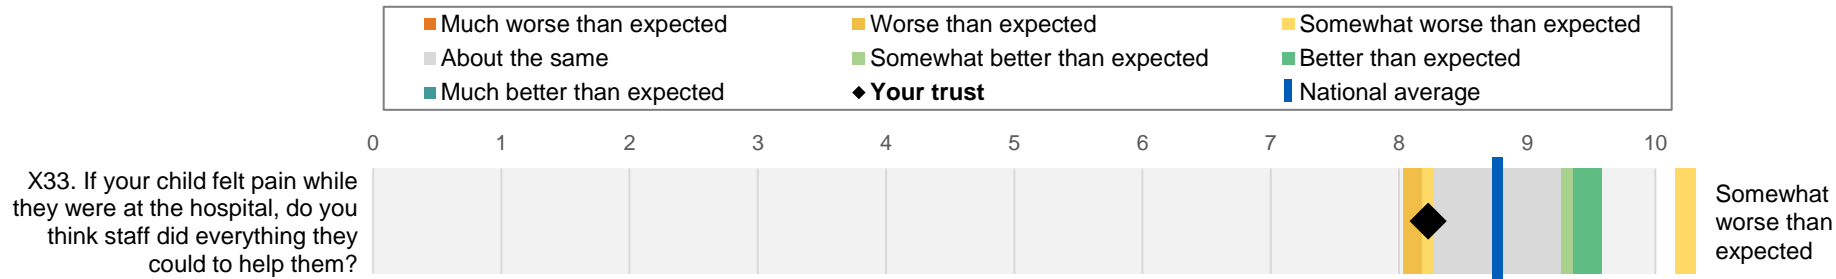 Much worse than expected
Worse than expected
Somewhat worse than expected
About the same
Somewhat better than expected
Better than expected
Much better than expected
Your trust
National average
0 1 2 3 4 5 6 7 8 9 10
X33. If your child felt pain while
they were at the hospital, do you
think staff did everything they
could to help them?
Somewhat
worse than
expected